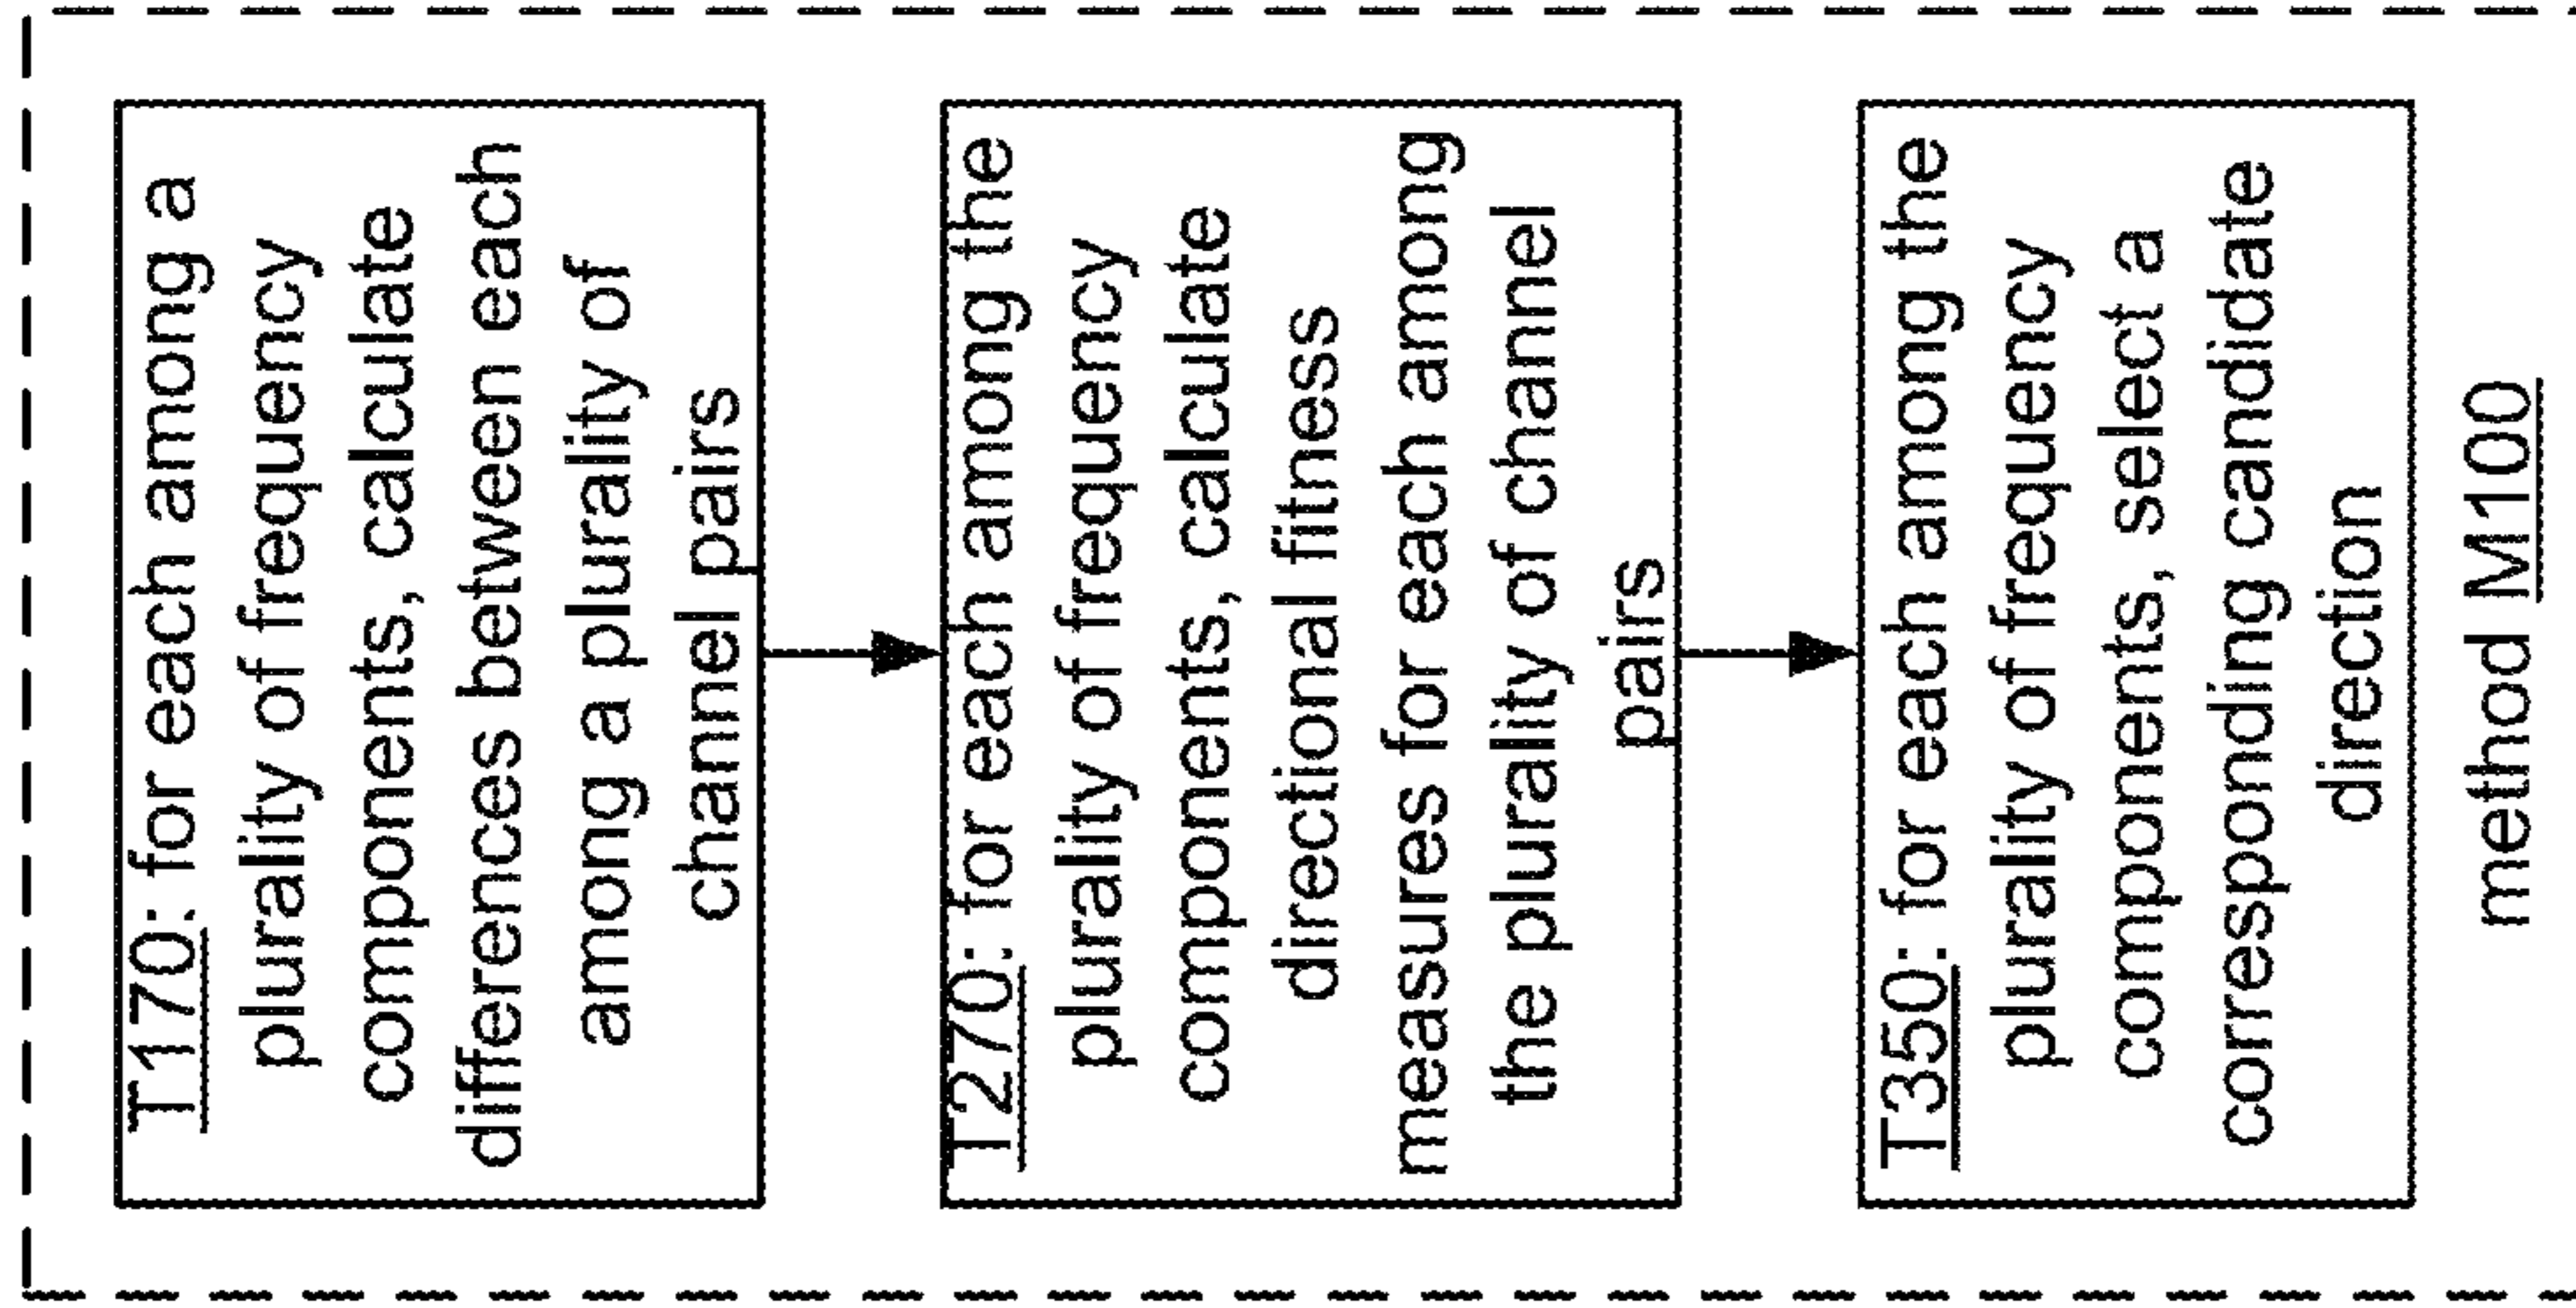 T170: for each among a
plurality of frequency
components, calculate
differences between each
among a plurality of
channel pairs
T270: for each among the
plurality of frequency
components, calculate
directional fitness
measures for each among
the plurality of channel
pairs
T350: for each among the
plurality of frequency
components, select a
corresponding candidate
direction
method M100